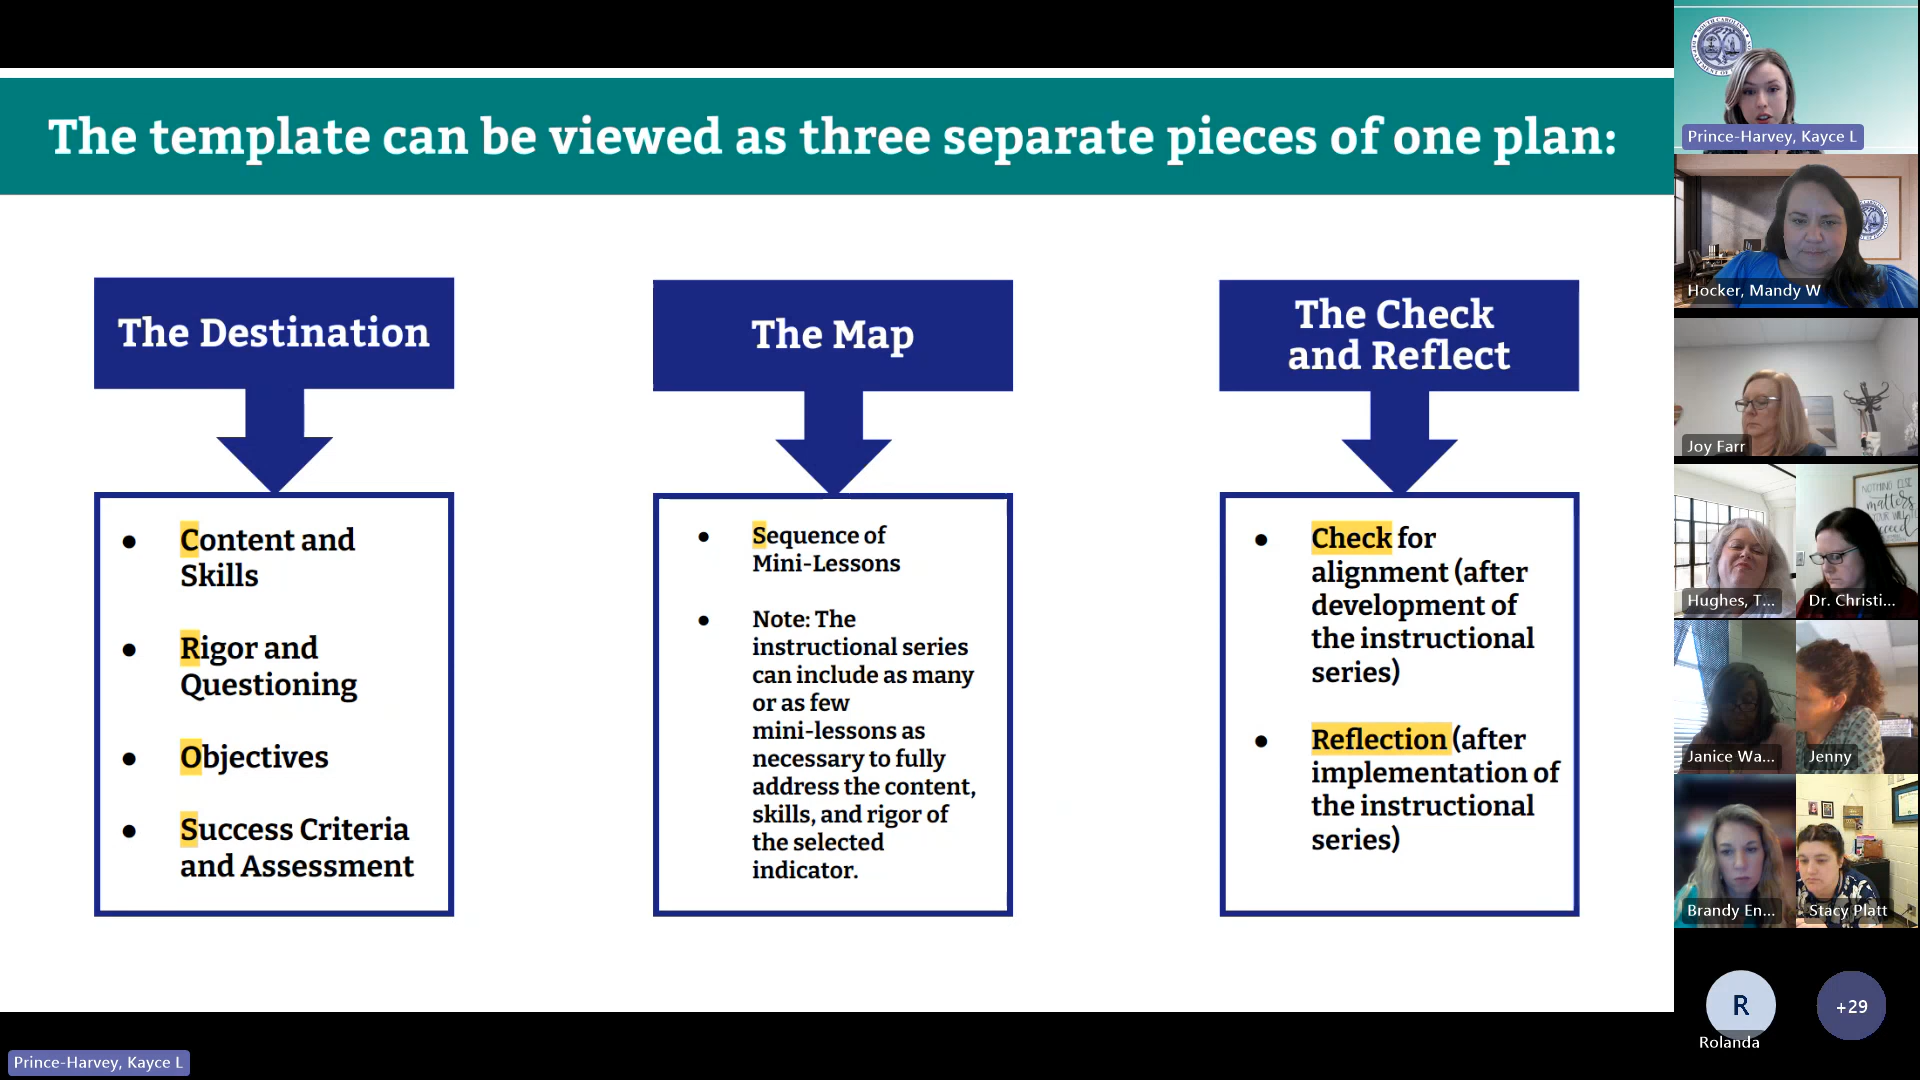 The template can be viewed as three separate pieces of one plan:
The Destination
Content and
Skills
Rigor and
Questioning
Objectives
Success Criteria
and Assessment
The Map
Sequence of
Mini-Lessons
Note: The
instructional series
can include as many
or as few
mini-lessons as
necessary to fully
address the content,
skills, and rigor of
the selected
indicator.
The Check
and Reflect
Check for
alignment (after
development of
the instructional
series)
Reflection (after
implementation of
the instructional
series)
Prince-Harvey, Kayce L
Hocker, Mandy W
Joy Farr
NOTHING ELSE
matters
Hughes, T...
Dr. Christi...
Janice Wa...
Jenny
Brandy En...
Stacy Platt
R
Rolanda
+29
Prince-Harvey, Kayce L